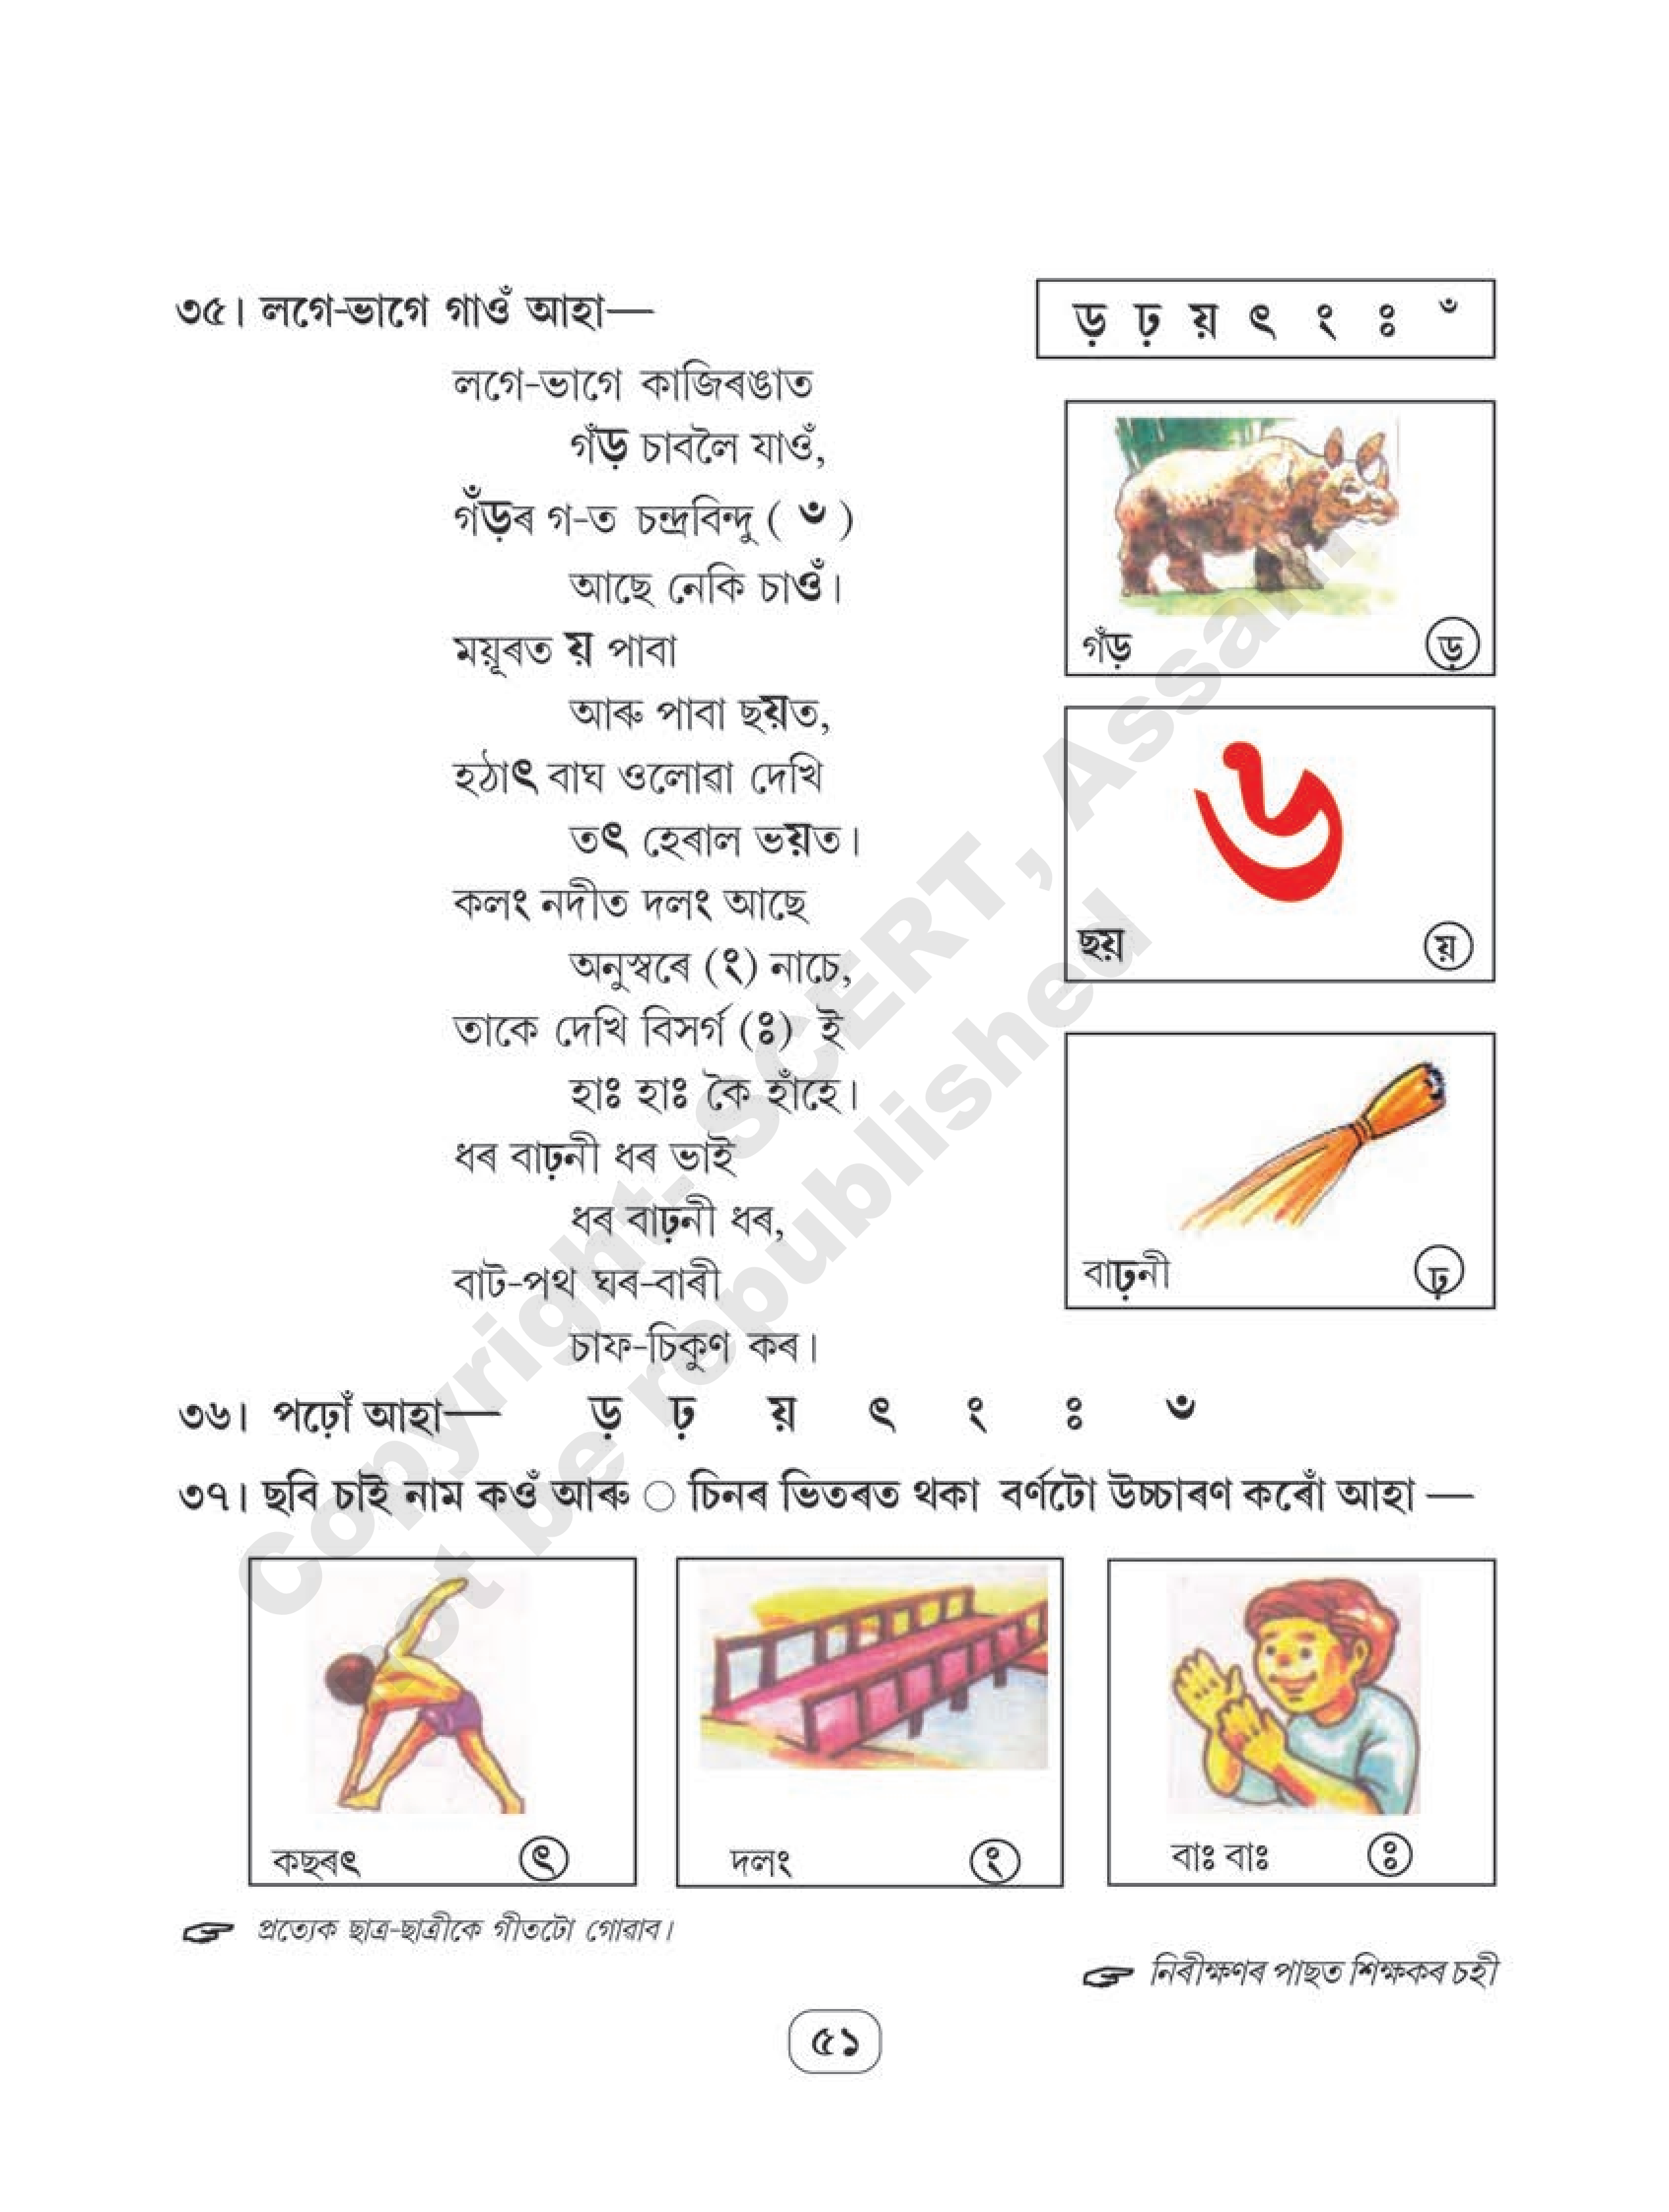 ৩৫। লগে-ভাগে গাওঁ আহা—
ড় ঢ় য় ৎ ং ঃ ঁ
লগে-ভাগে কাজিৰঙাত
গঁড় চাবলৈ যাওঁ,
গঁড়ৰ গ-ত চন্দ্ৰবিন্দু ( ঁ )
আছে নেকি চাওঁ।
ময়ূৰত য় পাবা
আৰু পাবা ছয়ত,
হঠাৎ বাঘ ওলোৱা দেখি
তৎ হেৰাল ভয়ত।
কলং নদীত দলং আছে
অনুস্বৰে (ং) নাচে,
তাকে দেখি বিসৰ্গ (ঃ) ই
হাঃ হাঃ কৈ হাঁহে।
ধৰ বাঢ়নী ধৰ ভাই
ধৰ বাঢ়নী ধৰ,
বাট-পথ ঘৰ-বাৰী
চাফ-চিকুণ কৰ।
গঁড় ড়
৬
ছয় য়
বাঢ়নী ঢ়
৩৬। পঢ়োঁ আহা— ড় ঢ় য় ৎ ং ঃ ঁ
৩৭। ছবি চাই নাম কওঁ আৰু ○ চিনৰ ভিতৰত থকা বৰ্ণটো উচ্চাৰণ কৰোঁ আহা —
কছৰৎ ৎ
দলং ং
বাঃ বাঃ ঃ
প্ৰত্যেক ছাত্ৰ-ছাত্ৰীকে গীতটো গোৱাব।
নিৰীক্ষণৰ পাছত শিক্ষকৰ চহী
৫১
Copyright-SCERT, Assam
not be republished